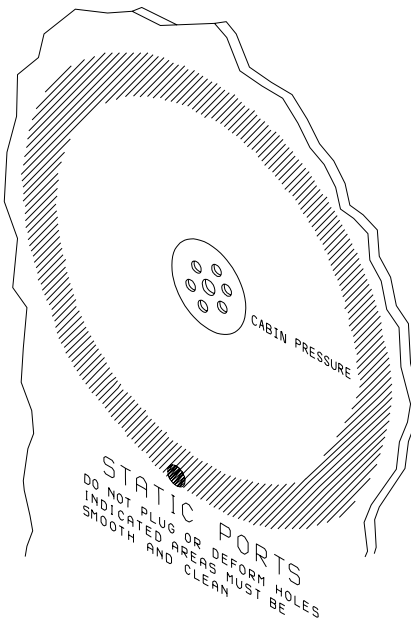 CABIN PRESSURE
STATIC PORTS
DO NOT PLUG OR DEFORM HOLES
INDICATED AREAS MUST BE
SMOOTH AND CLEAN